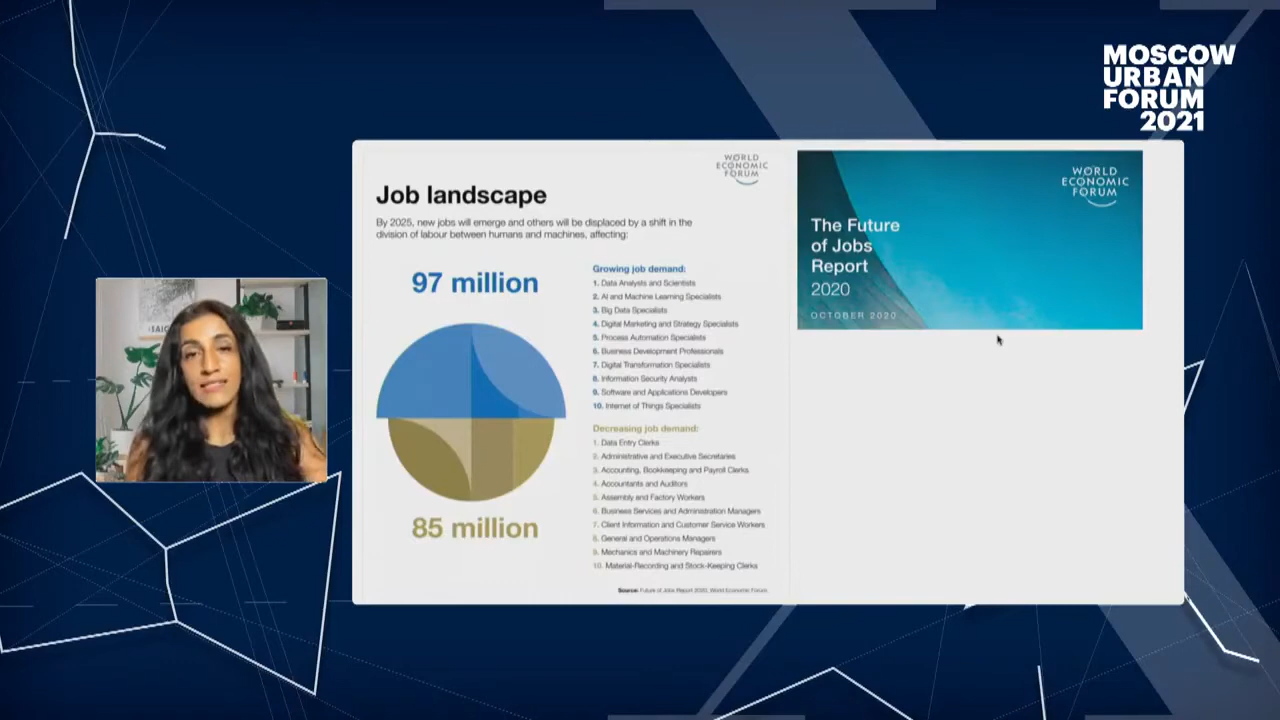 MOSCOW
URBAN
FORUM
2021
WORLD
ECONOMIC
FORUM
Job landscape
By 2025, new jobs will emerge and others will be displaced by a shift in the
division of labour between humans and machines, affecting:
97 million
85 million
Growing job demand:
1. Data Analysts and Scientists
2. AI and Machine Learning Specialists
3. Big Data Specialists
4. Digital Marketing and Strategy Specialists
5. Process Automation Specialists
6. Business Development Professionals
7. Digital Transformation Specialists
8. Information Security Analysts
9. Software and Applications Developers
10. Internet of Things Specialists
Decreasing job demand:
1. Data Entry Clerks
2. Administrative and Executive Secretaries
3. Accounting, Bookkeeping and Payroll Clerks
4. Accountants and Auditors
5. Assembly and Factory Workers
6. Business Services and Administration Managers
7. Client Information and Customer Service Workers
8. General and Operations Managers
9. Mechanics and Machinery Repairers
10. Material-Recording and Stock-Keeping Clerks
Source: Future of Jobs Report 2020, World Economic Forum.
WORLD
ECONOMIC
FORUM
The Future
of Jobs
Report
2020
OCTOBER 2020